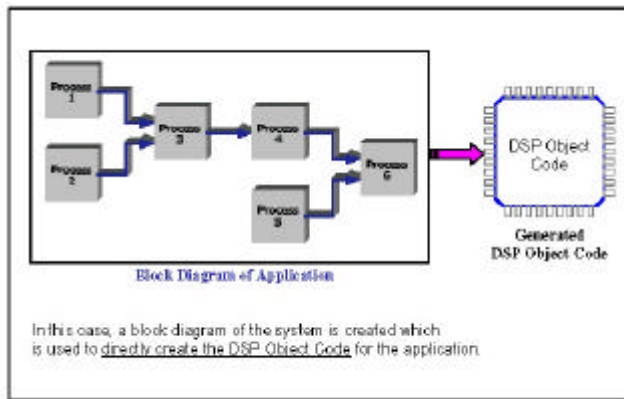 Process
1
Process
2
Process
3
Process
4
Process
5
Process
6
DSP Object
Code
Generated
DSP Object Code
Block Diagram of Application
In this case, a block diagram of the system is created which
is used to directly create the DSP Object Code for the application.